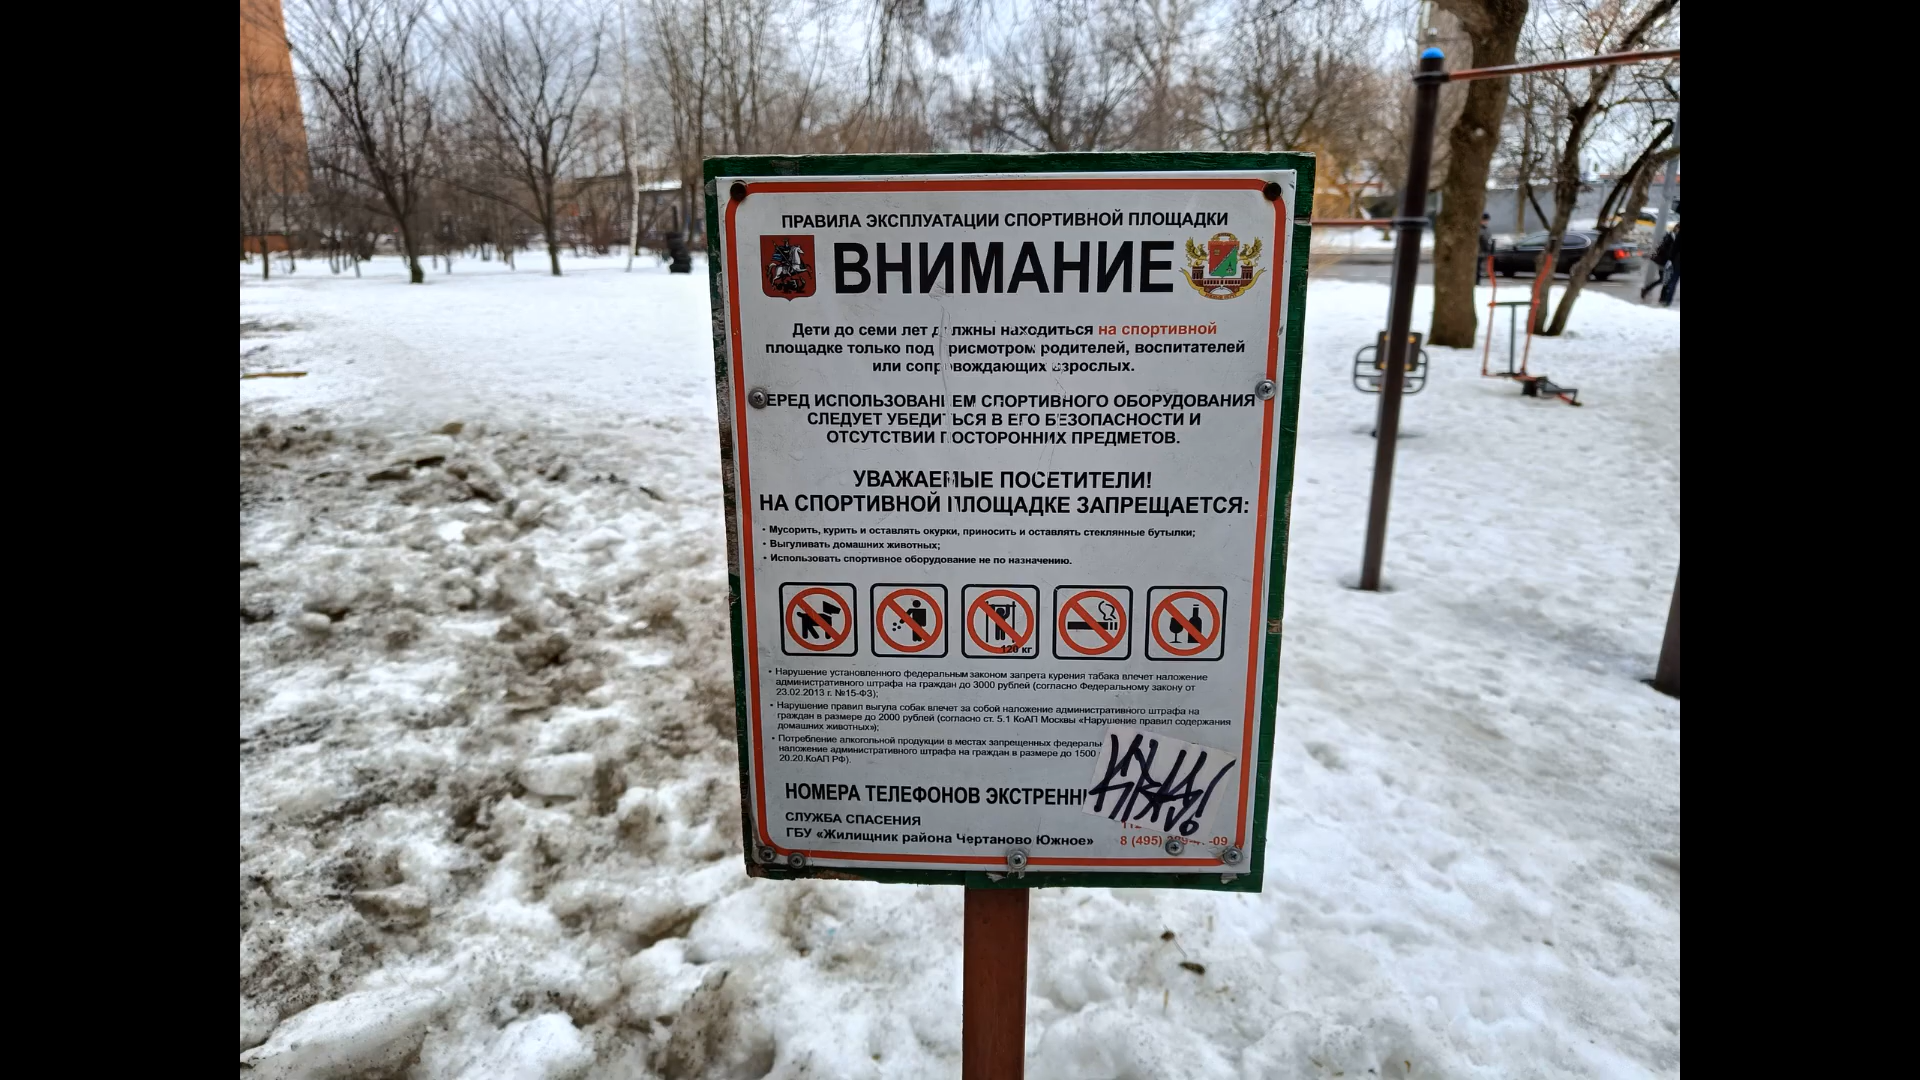 ПРАВИЛА ЭКСПЛУАТАЦИИ СПОРТИВНОЙ ПЛОЩАДКИ
ВНИМАНИЕ
Дети до семи лет должны находиться на спортивной
площадке только под присмотром родителей, воспитателей
или сопровождающих взрослых.
ЕРЕД ИСПОЛЬЗОВАНИЕМ СПОРТИВНОГО ОБОРУДОВАНИЯ
СЛЕДУЕТ УБЕДИТЬСЯ В ЕГО БЕЗОПАСНОСТИ И
ОТСУТСТВИИ ПОСТОРОННИХ ПРЕДМЕТОВ.
УВАЖАЕМЫЕ ПОСЕТИТЕЛИ!
НА СПОРТИВНОЙ ПЛОЩАДКЕ ЗАПРЕЩАЕТСЯ:
• Мусорить, курить и оставлять окурки, приносить и оставлять стеклянные бутылки;
• Выгуливать домашних животных;
• Использовать спортивное оборудование не по назначению.
120 кг
• Нарушение установленного федеральным законом запрета курения табака влечет наложение
административного штрафа на граждан до 3000 рублей (согласно Федеральному закону от
23.02.2013 г. №15-ФЗ);
• Нарушение правил выгула собак влечет за собой наложение административного штрафа на
граждан в размере до 2000 рублей (согласно ст. 5.1 КоАП Москвы «Нарушение правил содержания
домашних животных»);
• Потребление алкогольной продукции в местах запрещенных федераль
наложение административного штрафа на граждан в размере до 1500
20.20.КоАП РФ).
НОМЕРА ТЕЛЕФОНОВ ЭКСТРЕНН
СЛУЖБА СПАСЕНИЯ
ГБУ «Жилищник района Чертаново Южное» 8 (495) -09